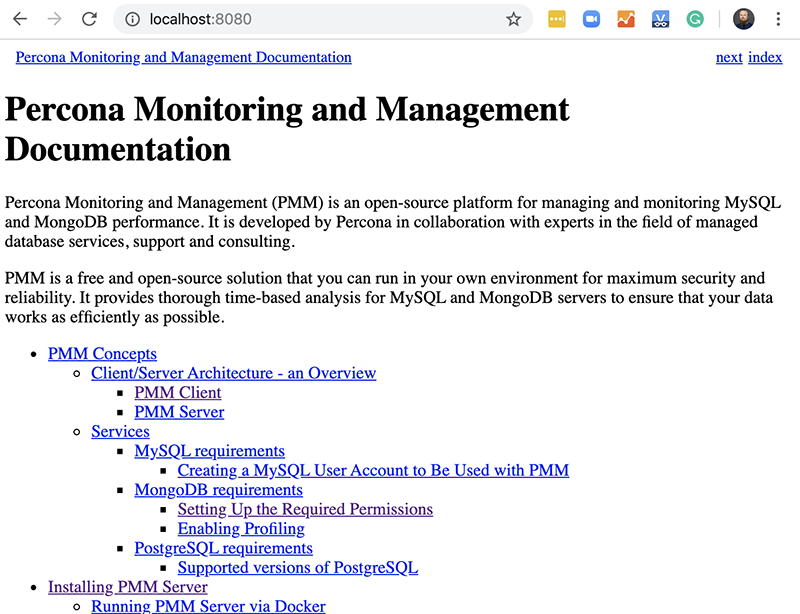 localhost:8080
Percona Monitoring and Management Documentation
next index
Percona Monitoring and Management
Documentation
Percona Monitoring and Management (PMM) is an open-source platform for managing and monitoring MySQL
and MongoDB performance. It is developed by Percona in collaboration with experts in the field of managed
database services, support and consulting.
PMM is a free and open-source solution that you can run in your own environment for maximum security and
reliability. It provides thorough time-based analysis for MySQL and MongoDB servers to ensure that your data
works as efficiently as possible.
PMM Concepts
Client/Server Architecture - an Overview
PMM Client
PMM Server
Services
MySQL requirements
Creating a MySQL User Account to Be Used with PMM
MongoDB requirements
Setting Up the Required Permissions
Enabling Profiling
PostgreSQL requirements
Supported versions of PostgreSQL
Installing PMM Server
Running PMM Server via Docker